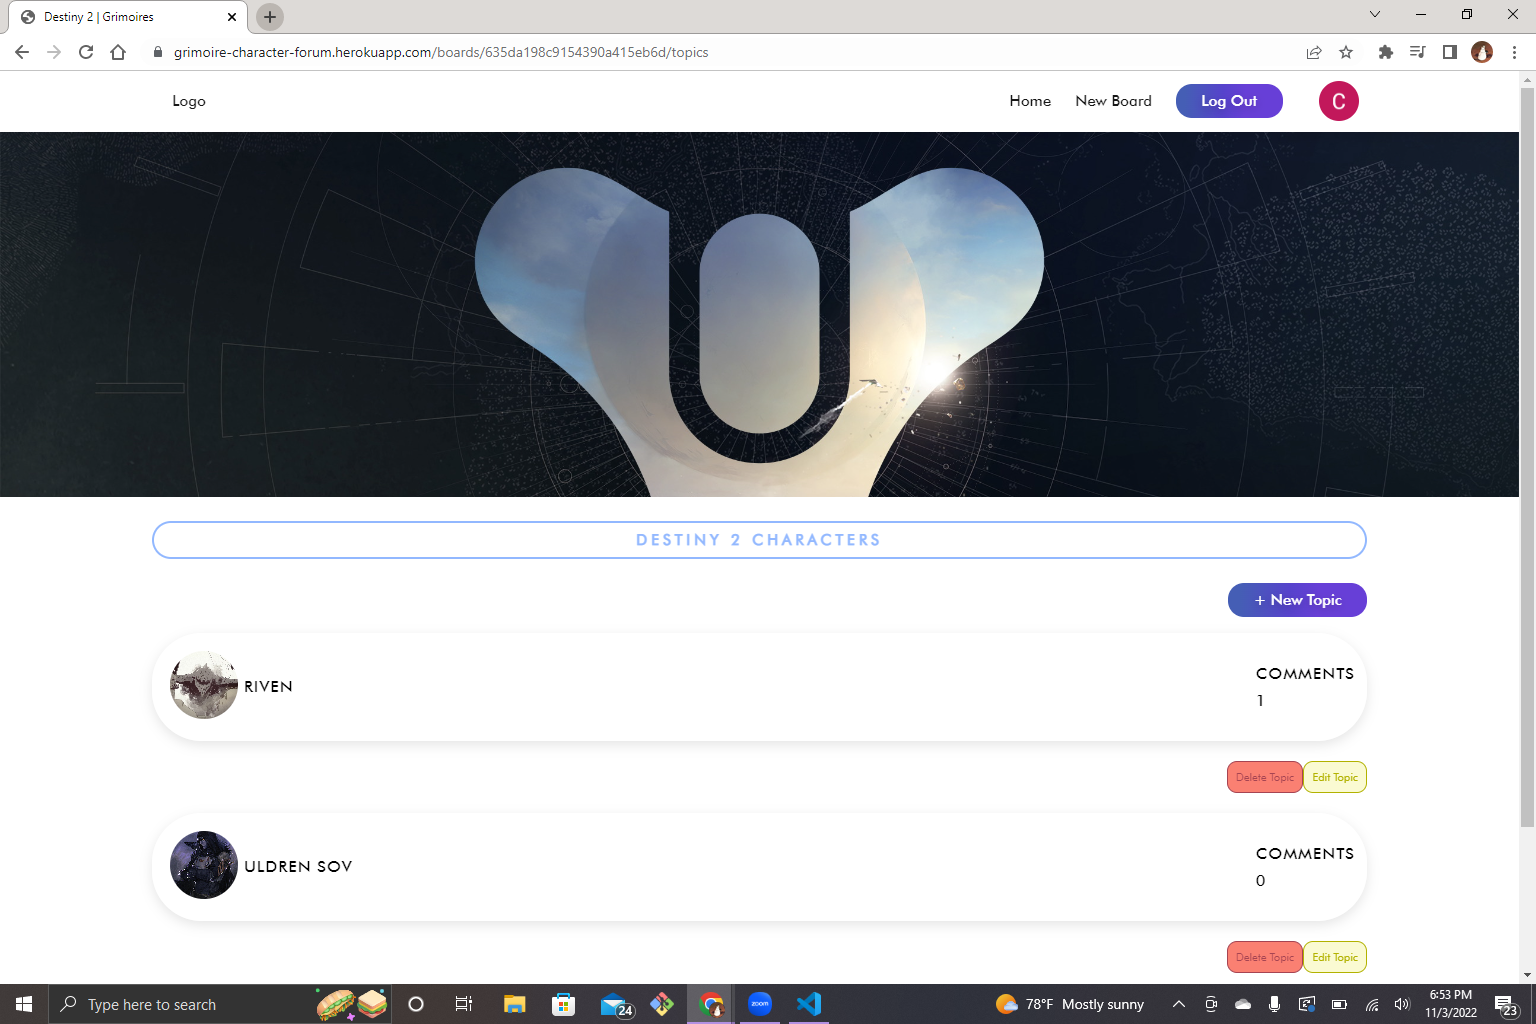 Destiny 2 | Grimoires
grimoire-character-forum.herokuapp.com/boards/635da198c9154390a415eb6d/topics
Logo
Home
New Board
Log Out
C
DESTINY 2 CHARACTERS
+ New Topic
RIVEN
COMMENTS
1
Delete Topic
Edit Topic
ULDREN SOV
COMMENTS
0
Delete Topic
Edit Topic
Type here to search
24
zoom
78°F Mostly sunny
6:53 PM
11/3/2022
23